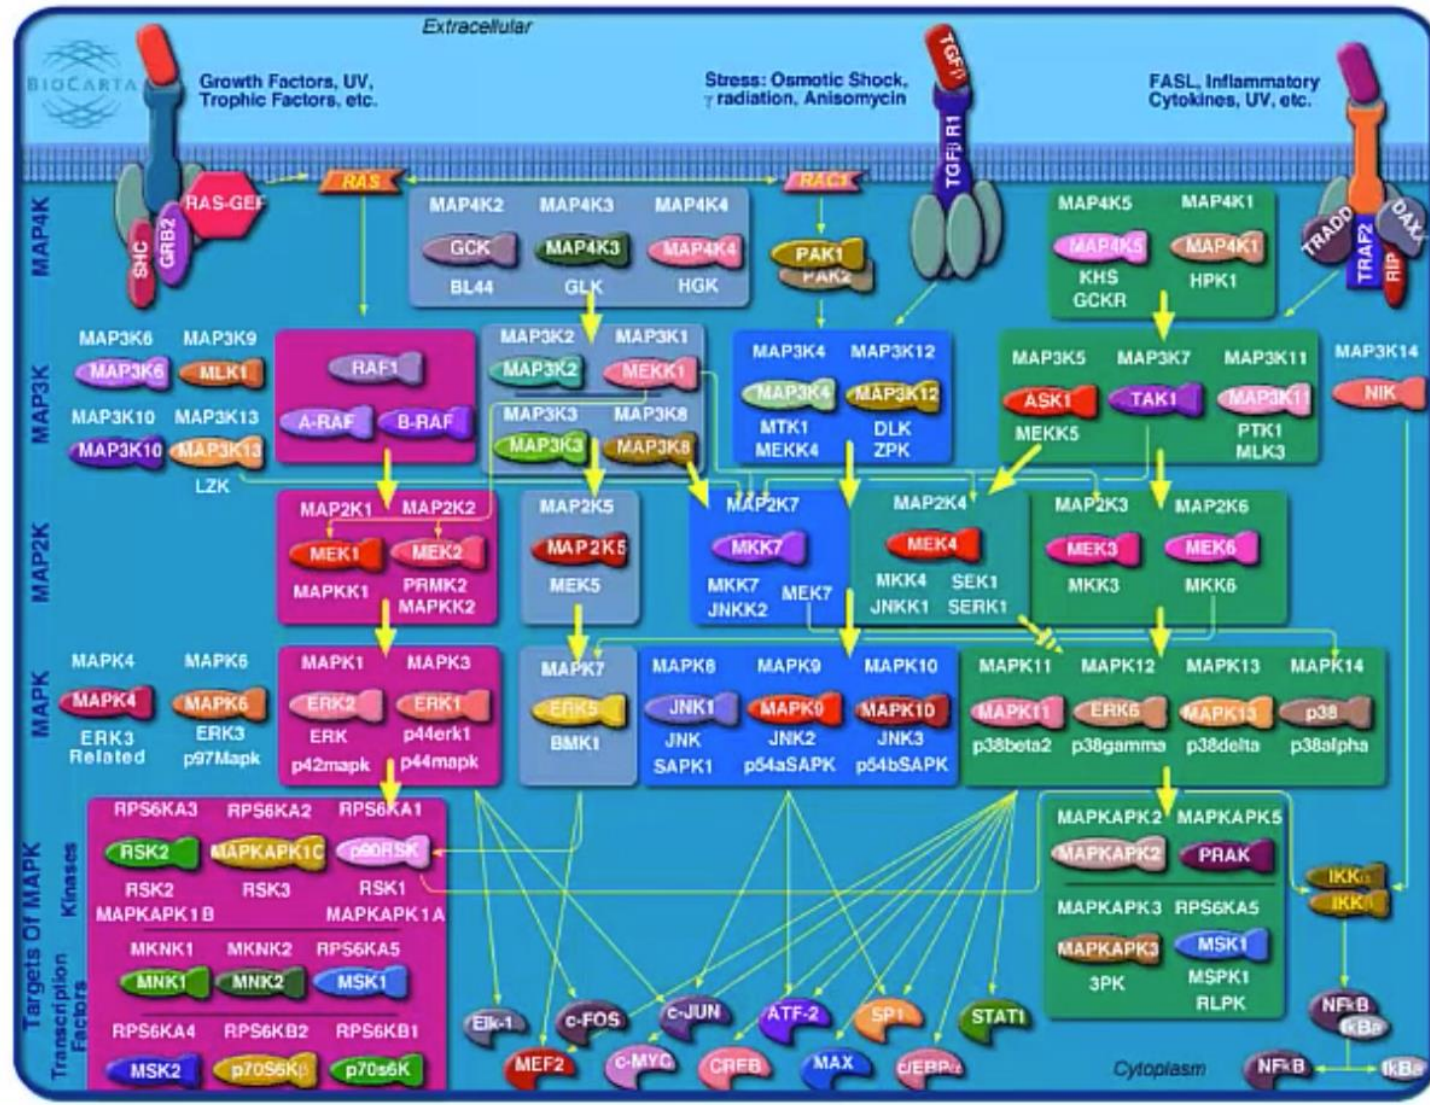 Extracellular
BIOCARTA
Growth Factors, UV,
Trophic Factors, etc.
Stress: Osmotic Shock,
γ radiation, Anisomycin
FASL, Inflammatory
Cytokines, UV, etc.
TGFβ
TGFβ R1
RAS-GEF
RAS
RAC1
SHC
GRB2
TRADD
TRAF2
RIP
DAXX
MAP4K
MAP4K2 MAP4K3 MAP4K4
GCK MAP4K3 MAP4K4
BL44 GLK HGK
PAK1
PAK2
MAP4K5 MAP4K1
MAP4K5 MAP4K1
KHS HPK1
GCKR
MAP3K
MAP3K6 MAP3K9
MAP3K6 MLK1
MAP3K10 MAP3K13
MAP3K10 MAP3K13
LZK
RAF1
A-RAF B-RAF
MAP3K2 MAP3K1
MAP3K2 MEKK1
MAP3K3 MAP3K8
MAP3K3 MAP3K8
MAP3K4 MAP3K12
MAP3K4 MAP3K12
MTK1 DLK
MEKK4 ZPK
MAP3K5 MAP3K7 MAP3K11
ASK1 TAK1 MAP3K11
MEKK5 PTK1
MLK3
MAP3K14
NIK
MAP2K
MAP2K1 MAP2K2
MEK1 MEK2
MAPKK1 PRMK2
MAPKK2
MAP2K5
MAP2K5
MEK5
MAP2K7
MKK7
MKK7 MEK7
JNKK2
MAP2K4
MEK4
MKK4 SEK1
JNKK1 SERK1
MAP2K3 MAP2K6
MEK3 MEK6
MKK3 MKK6
MAPK
MAPK4 MAPK6
MAPK4 MAPK6
ERK3 ERK3
Related p97Mapk
MAPK1 MAPK3
ERK2 ERK1
ERK p44erk1
p42mapk p44mapk
MAPK7
ERK5
BMK1
MAPK8 MAPK9 MAPK10
JNK1 MAPK9 MAPK10
JNK JNK2 JNK3
SAPK1 p54aSAPK p54bSAPK
MAPK11 MAPK12 MAPK13 MAPK14
MAPK11 ERK6 MAPK13 p38
p38beta2 p38gamma p38delta p38alpha
Targets Of MAPK
Kinases
Transcription
Factors
RPS6KA3 RPS6KA2 RPS6KA1
RSK2 MAPKAPK1C p90RSK
RSK2 RSK3 RSK1
MAPKAPK1B MAPKAPK1A
MKNK1 MKNK2 RPS6KA5
MNK1 MNK2 MSK1
RPS6KA4 RPS6KB2 RPS6KB1
MSK2 p70S6Kβ p70s6K
MAPKAPK2 MAPKAPK5
MAPKAPK2 PRAK
MAPKAPK3 RPS6KA5
MAPKAPK3 MSK1
3PK MSPK1
RLPK
IKKα
IKKβ
Elk-1 c-FOS c-JUN ATF-2 SP1 STAT1
MEF2 c-MYC CREB MAX c/EBPα
NFkB
IkBa
Cytoplasm
NFkB IkBa